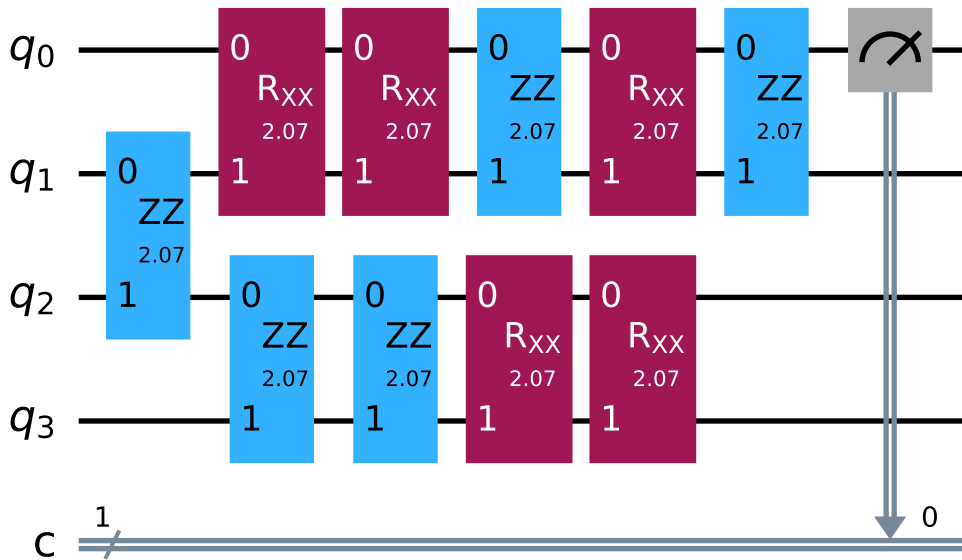 q0 0 0 0 0 0
RXX RXX ZZ RXX ZZ
2.07 2.07 2.07 2.07 2.07
q1 0 1 1 1 1 1
ZZ
2.07
q2 1 0 0 0 0
ZZ ZZ RXX RXX
2.07 2.07 2.07 2.07
q3 1 1 1 1
1 0
c